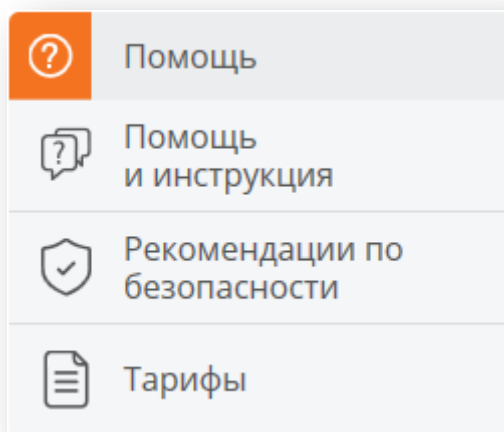 Помощь
Помощь
и инструкция
Рекомендации по
безопасности
Тарифы